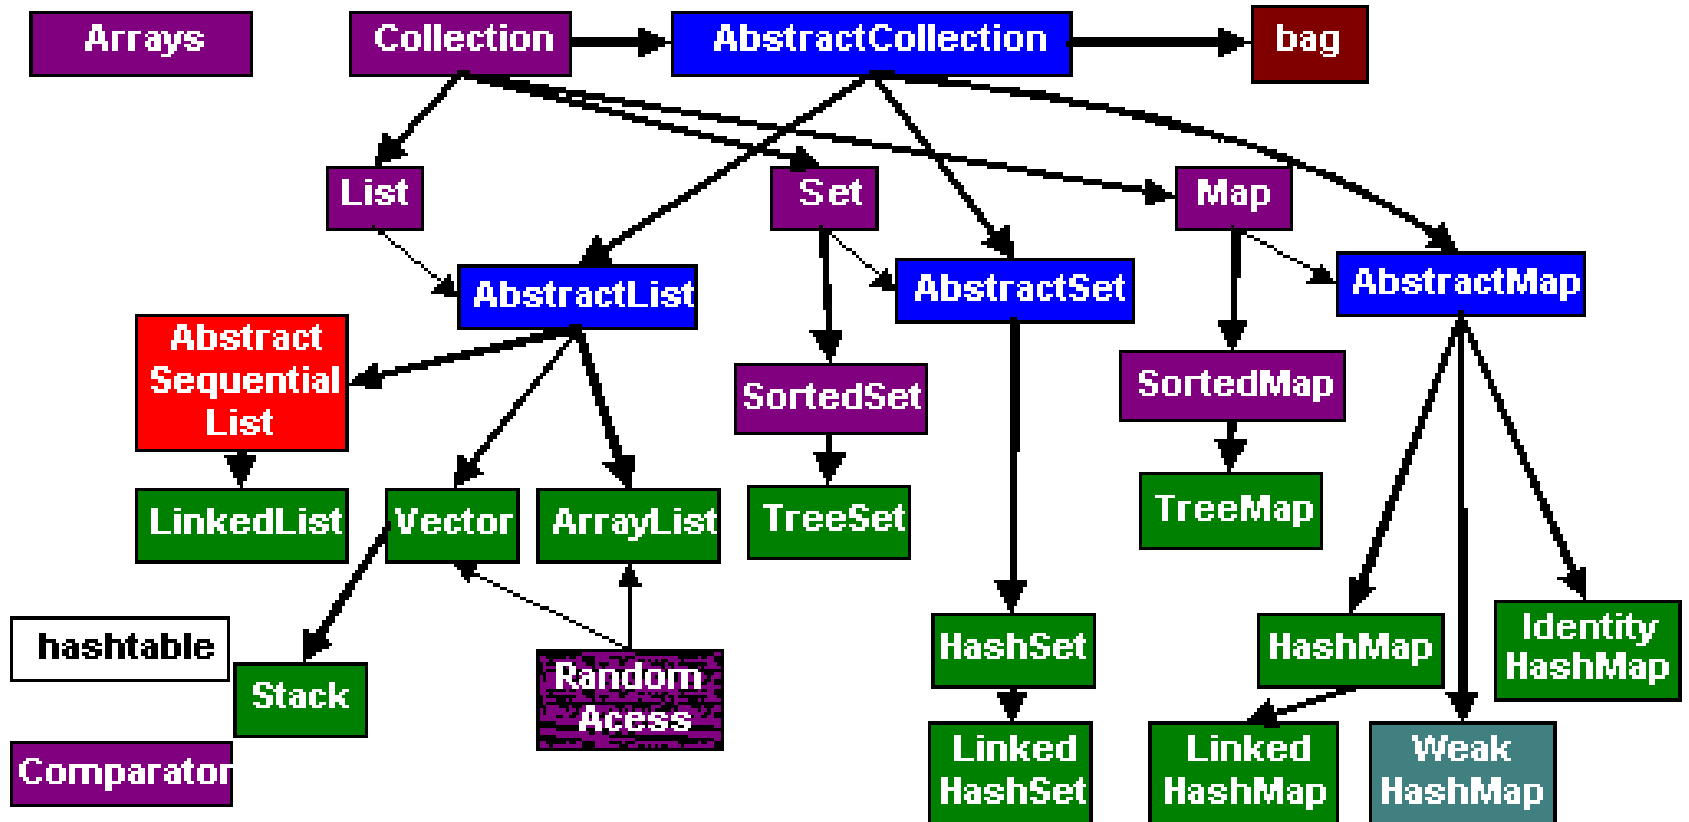 Arrays
Collection
AbstractCollection
bag
List
Set
Map
AbstractList
AbstractSet
AbstractMap
Abstract
Sequential
List
SortedSet
SortedMap
LinkedList
Vector
ArrayList
TreeSet
TreeMap
hashtable
Stack
Random
Acess
HashSet
HashMap
Identity
HashMap
Comparator
Linked
HashSet
Linked
HashMap
Weak
HashMap